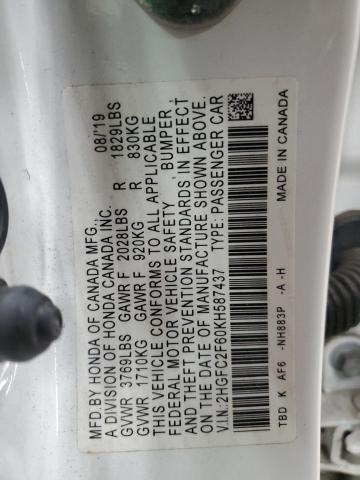 MFD.BY HONDA OF CANADA MFG., 08/'19
A DIVISION OF HONDA CANADA INC.
GVWR 3769LBS GAWR F 2028LBS R 1829LBS
GVWR 1710KG GAWR F 920KG R 830KG
THIS VEHICLE CONFORMS TO ALL APPLICABLE
FEDERAL MOTOR VEHICLE SAFETY, BUMPER,
THEFT PREVENTION STANDARDS IN EFFECT
ON THE DATE OF MANUFACTURE SHOWN ABOVE.
V.I.N.:2HGFC2F60KH587437 TYPE: PASSENGER CAR
TBD K AF6 -NH883P -A -H MADE IN CANADA